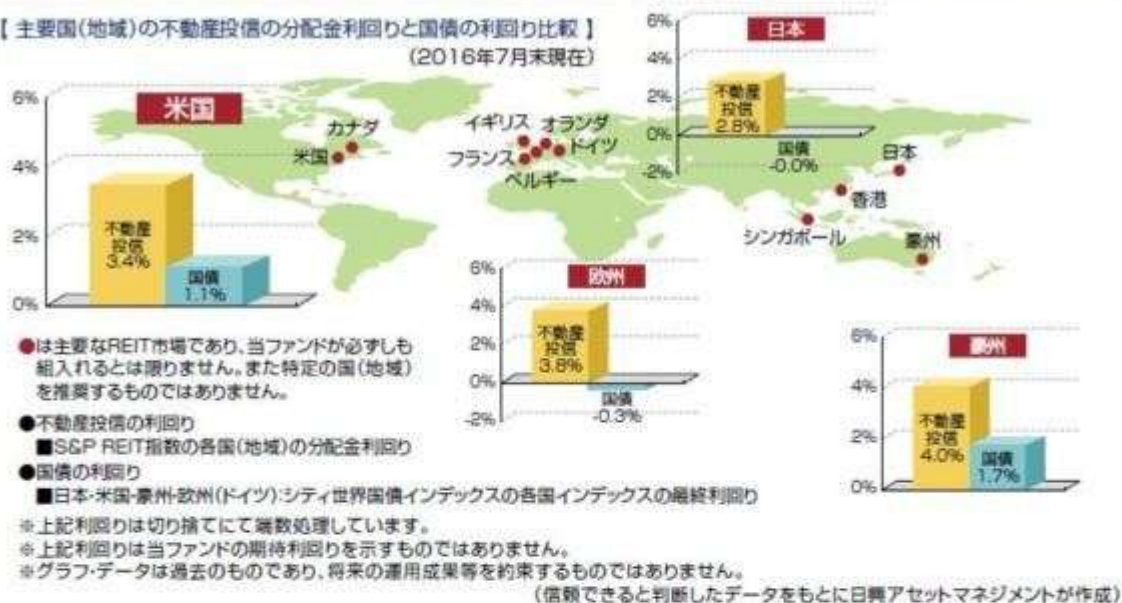 【 主要国(地域)の不動産投信の分配金利回りと国債の利回り比較 】
(2016年7月末現在)
6%
4%
2%
0%
米国
不動産
投信
3.4%
国債
1.1%
カナダ
米国
イギリス
オランダ
フランス
ドイツ
ベルギー
6%
4%
2%
0%
-2%
日本
不動産
投信
2.8%
国債
-0.0%
日本
香港
シンガポール
豪州
6%
4%
2%
0%
-2%
欧州
不動産
投信
3.8%
国債
-0.3%
6%
4%
2%
0%
豪州
不動産
投信
4.0%
国債
1.7%
●は主要なREIT市場であり、当ファンドが必ずしも
組入れるとは限りません。また特定の国(地域)
を推奨するものではありません。
●不動産投信の利回り
■S&P REIT指数の各国(地域)の分配金利回り
●国債の利回り
■日本・米国・豪州・欧州(ドイツ):シティ世界国債インデックスの各国インデックスの最終利回り
※上記利回りは切り捨てにて端数処理しています。
※上記利回りは当ファンドの期待利回りを示すものではありません。
※グラフ・データは過去のものであり、将来の運用成果等を約束するものではありません。
(信頼できると判断したデータをもとに日興アセットマネジメントが作成)